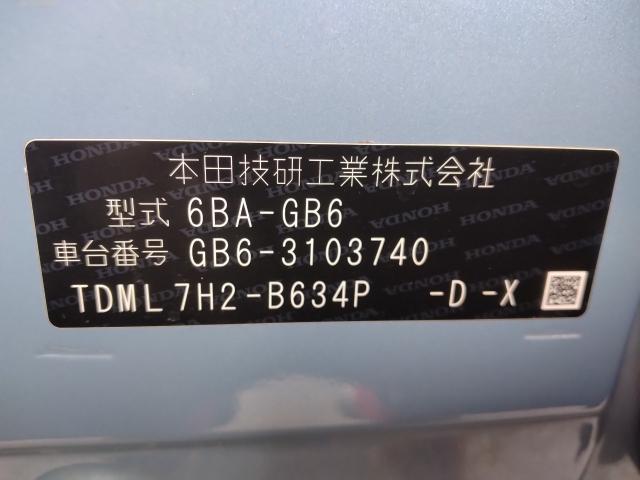 本田技研工業株式会社
型式 6BA-GB6
車台番号 GB6-3103740
TDML7H2-B634P -D-X